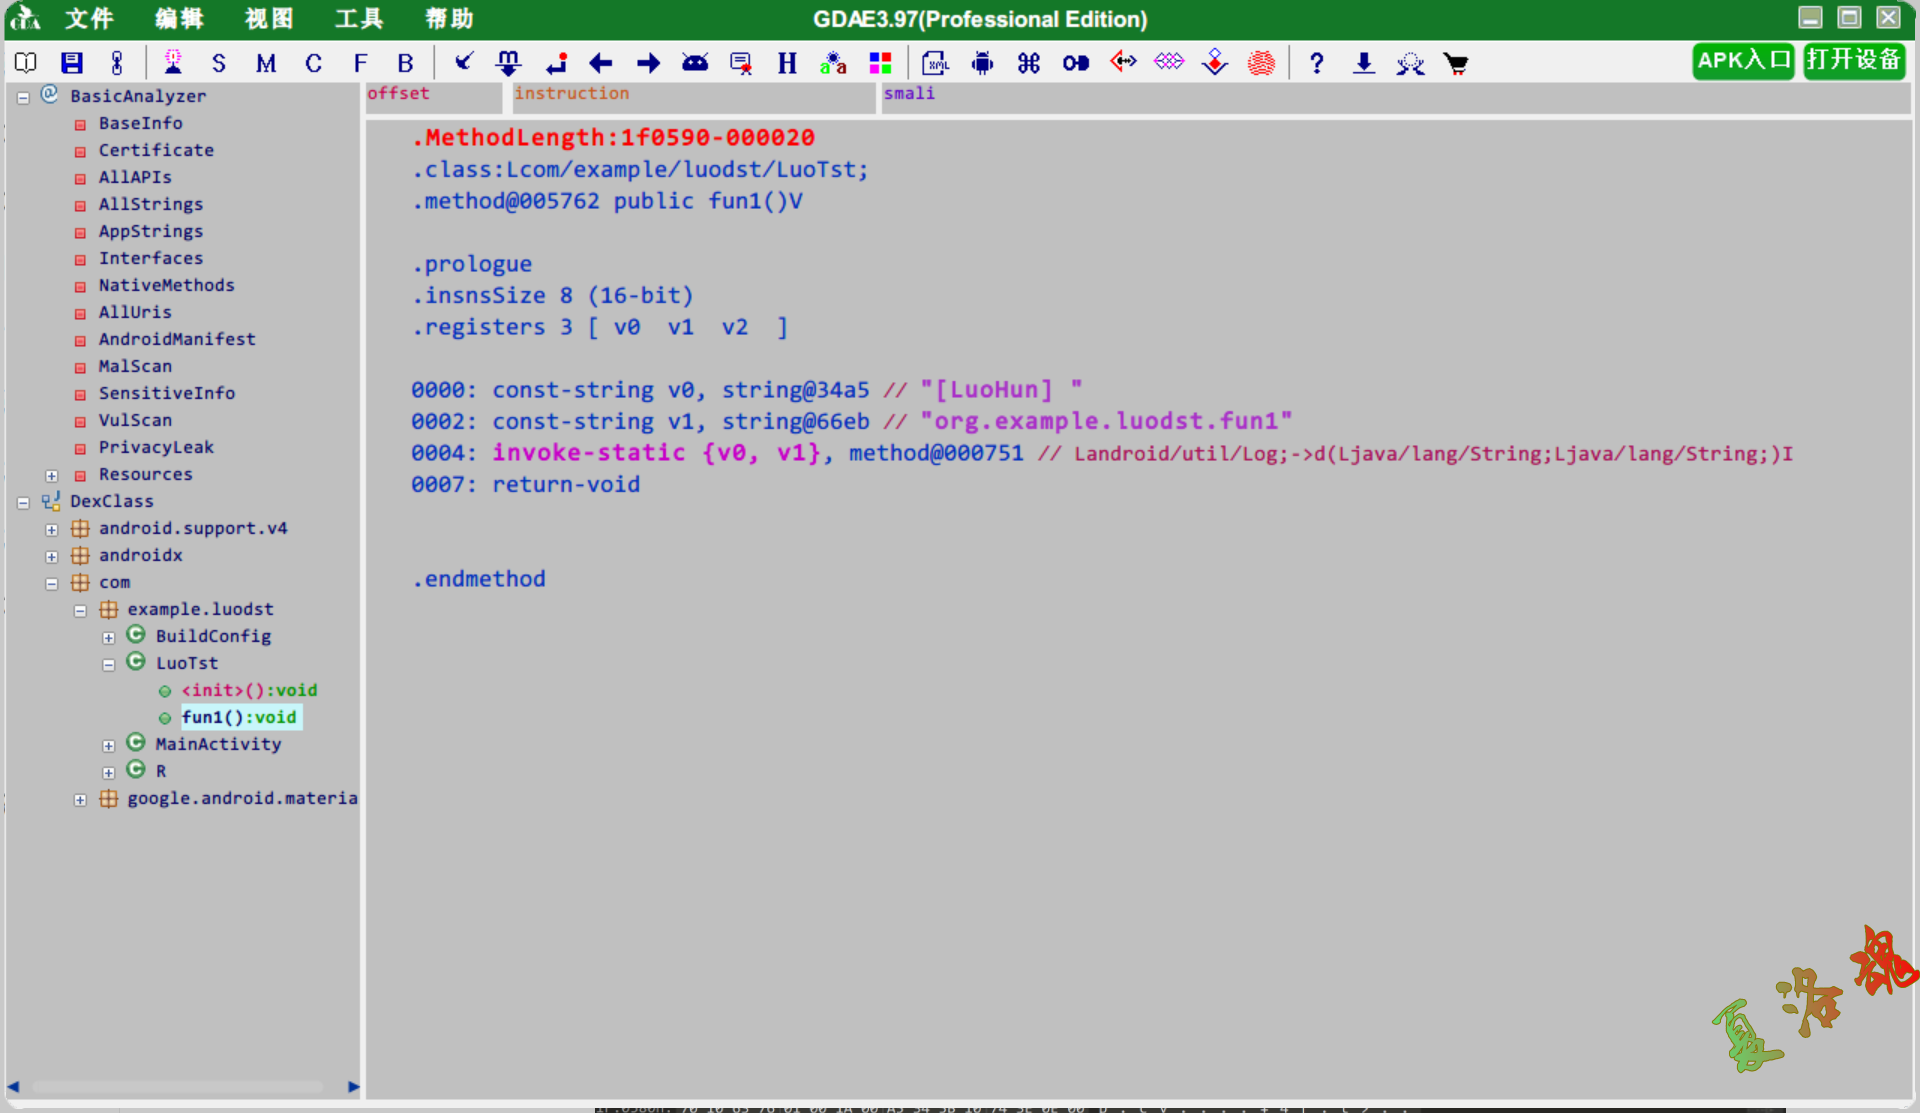 GDA 文件 编辑 视图 工具 帮助 GDAE3.97(Professional Edition)
S M C F B H a a XML ? APK入口 打开设备
offset instruction smali
BasicAnalyzer
BaseInfo
Certificate
AllAPIs
AllStrings
AppStrings
Interfaces
NativeMethods
AllUris
AndroidManifest
MalScan
SensitiveInfo
VulScan
PrivacyLeak
Resources
DexClass
android.support.v4
androidx
com
example.luodst
BuildConfig
LuoTst
<init>():void
fun1():void
MainActivity
R
google.android.materia
.MethodLength:1f0590-000020
.class:Lcom/example/luodst/LuoTst;
.method@005762 public fun1()V
.prologue
.insnsSize 8 (16-bit)
.registers 3 [ v0 v1 v2 ]
0000: const-string v0, string@34a5 // "[LuoHun] "
0002: const-string v1, string@66eb // "org.example.luodst.fun1"
0004: invoke-static {v0, v1}, method@000751 // Landroid/util/Log;->d(Ljava/lang/String;Ljava/lang/String;)I
0007: return-void
.endmethod
夏洛魂